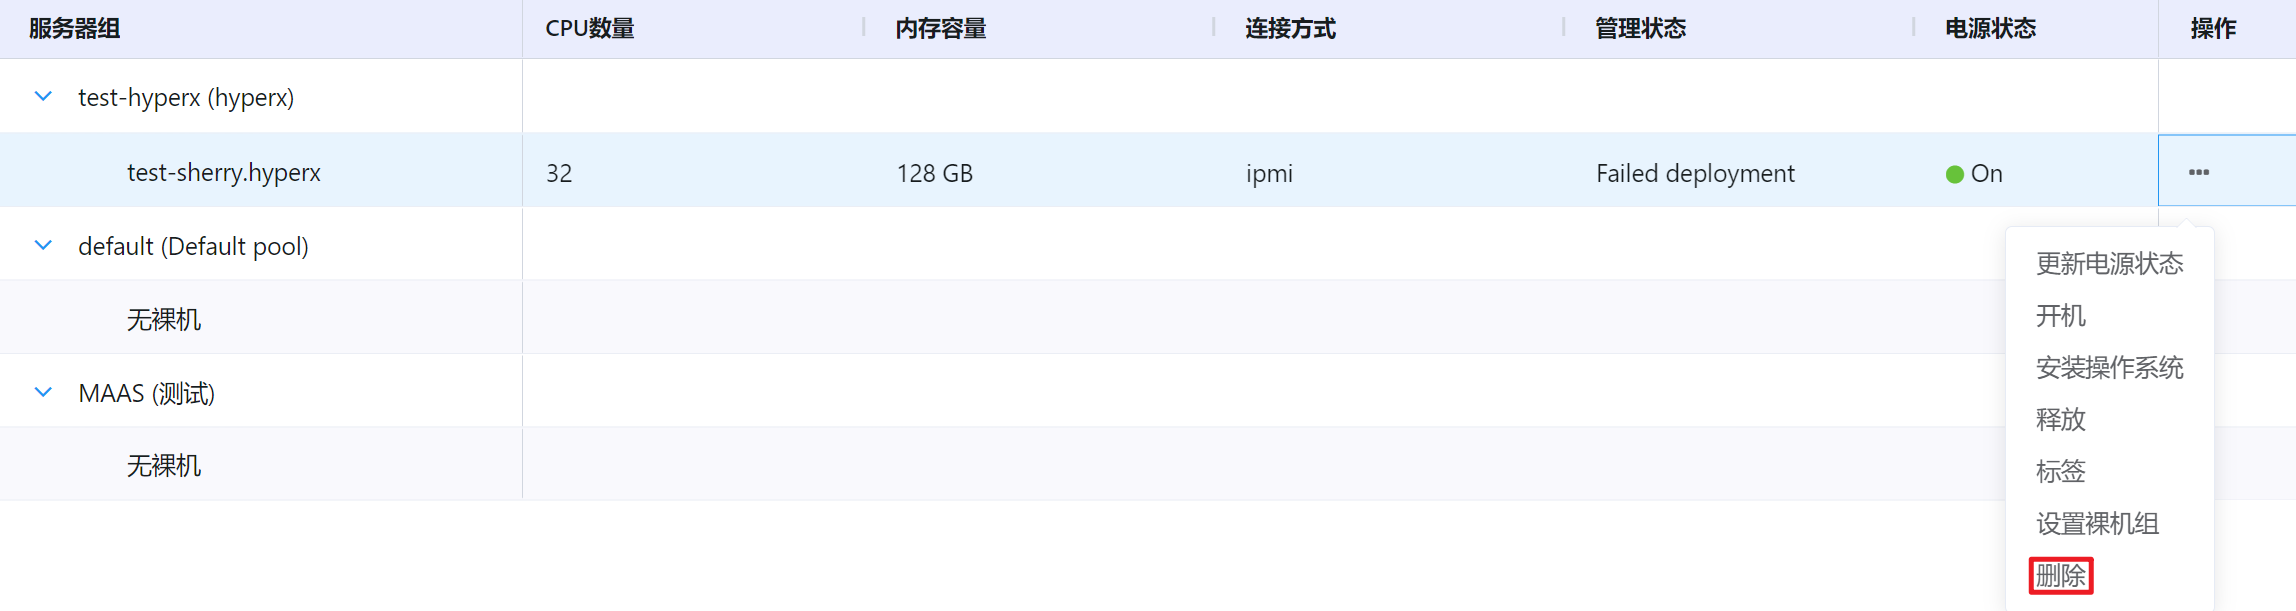 服务器组 CPU数量 内存容量 连接方式 管理状态 电源状态 操作
test-hyperx (hyperx)
test-sherry.hyperx 32 128 GB ipmi Failed deployment On ···
default (Default pool)
更新电源状态
无裸机
开机
安装操作系统
MAAS (测试)
释放
无裸机
标签
设置裸机组
删除